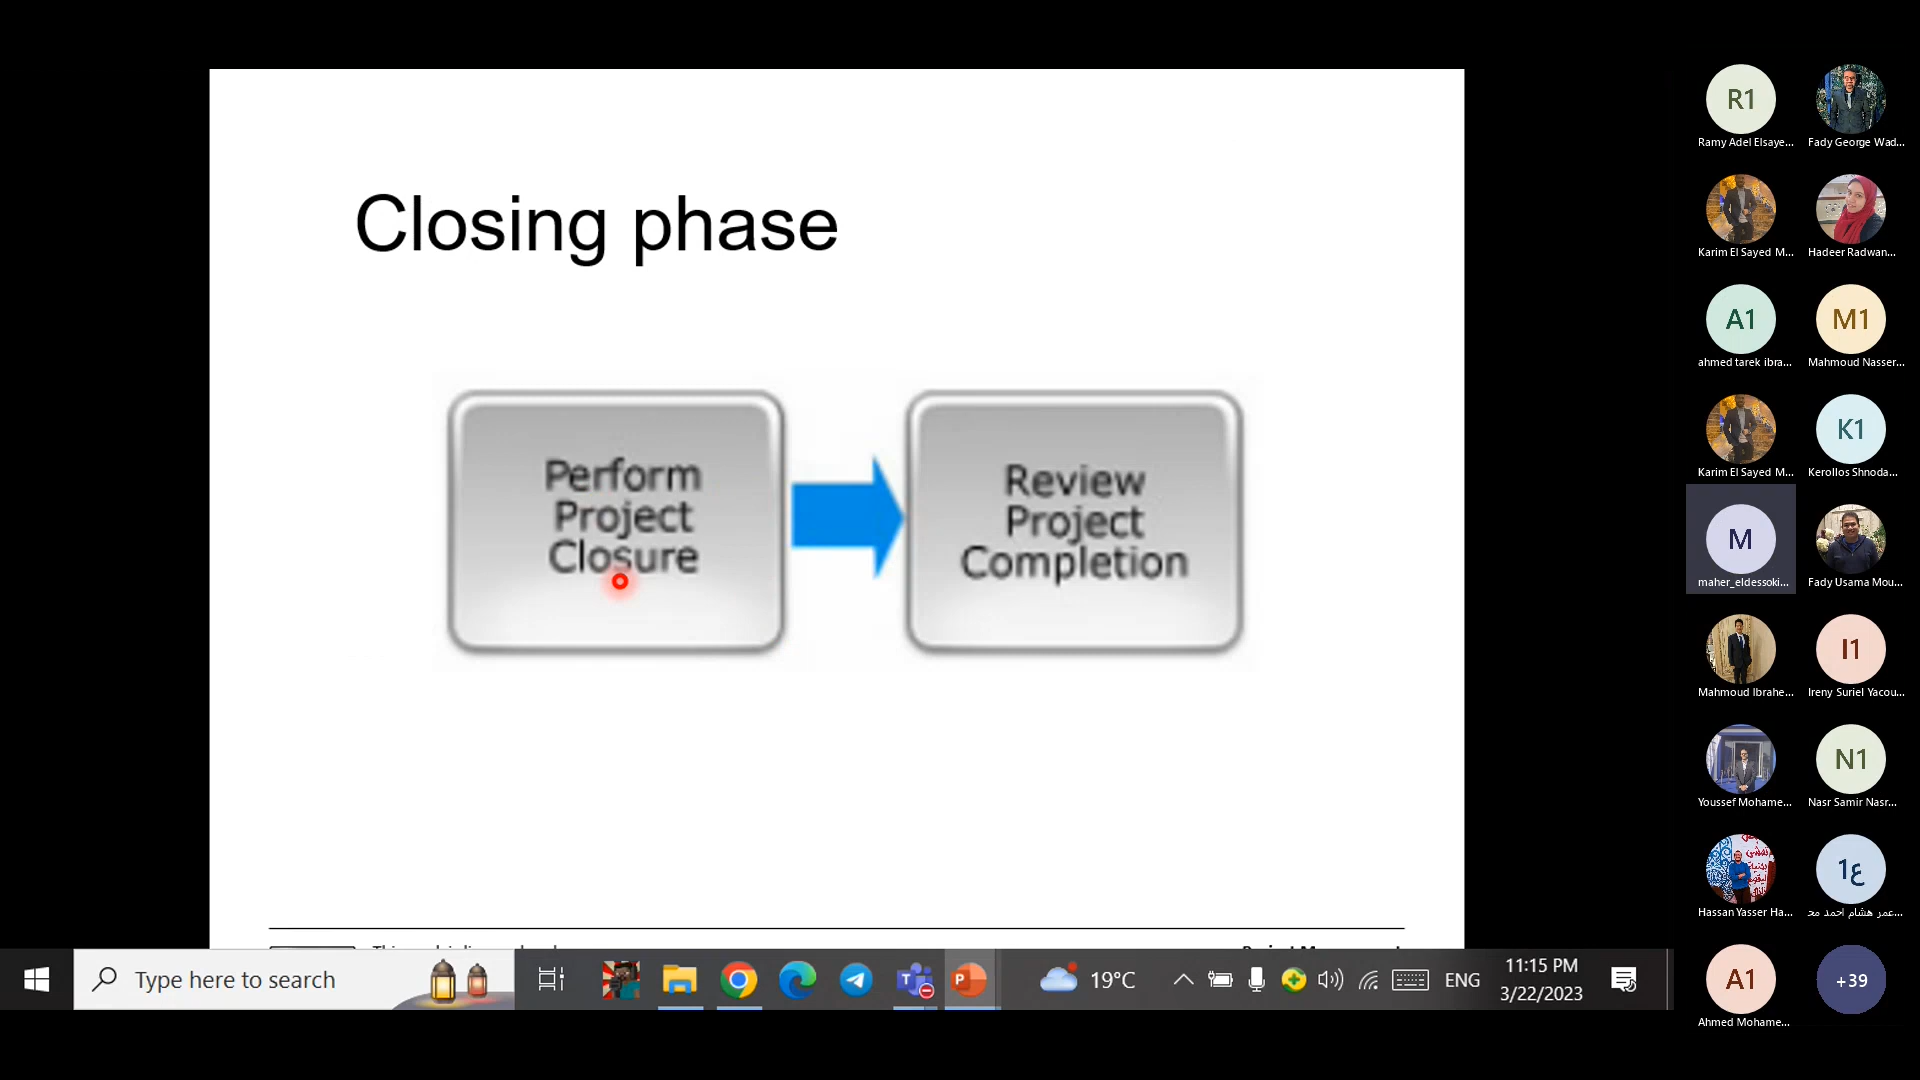 Closing phase
Perform
Project
Closure
Review
Project
Completion
Type here to search
19°C
ENG
11:15 PM
3/22/2023
R1
Ramy Adel Elsaye...
Fady George Wad...
Karim El Sayed M...
Hadeer Radwan...
A1
ahmed tarek ibra...
M1
Mahmoud Nasser...
Karim El Sayed M...
K1
Kerollos Shnoda...
M
maher_eldessoki...
Fady Usama Mou...
Mahmoud Ibrahe...
I1
Ireny Suriel Yacou...
Youssef Mohame...
N1
Nasr Samir Nasr...
Hassan Yasser Ha...
ع1
عمر هشام احمد مح...
A1
Ahmed Mohame...
+39